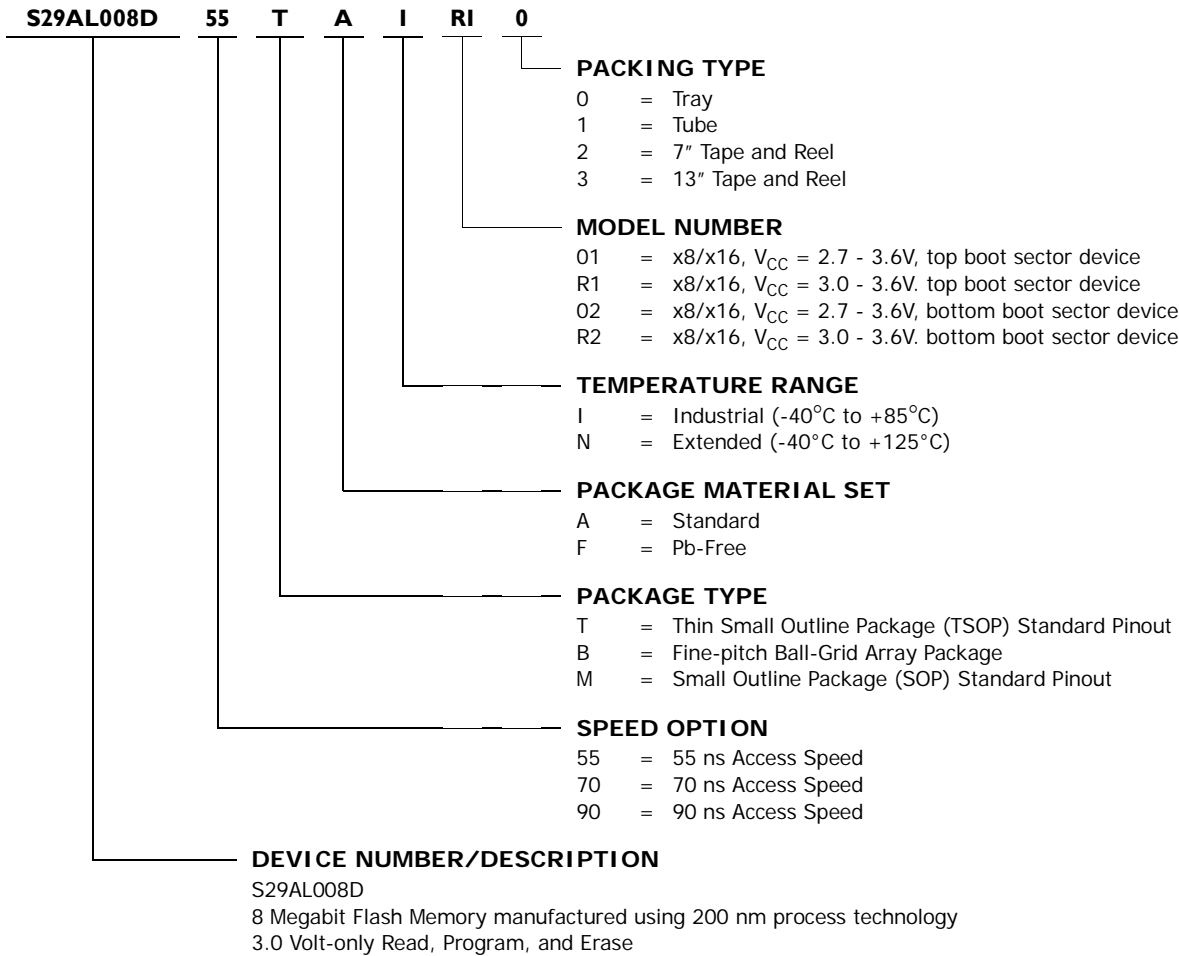 S29AL008D 55 T A I RI 0
PACKING TYPE
0 = Tray
1 = Tube
2 = 7″ Tape and Reel
3 = 13″ Tape and Reel
MODEL NUMBER
01 = x8/x16, VCC = 2.7 - 3.6V, top boot sector device
R1 = x8/x16, VCC = 3.0 - 3.6V. top boot sector device
02 = x8/x16, VCC = 2.7 - 3.6V, bottom boot sector device
R2 = x8/x16, VCC = 3.0 - 3.6V. bottom boot sector device
TEMPERATURE RANGE
I = Industrial (-40°C to +85°C)
N = Extended (-40°C to +125°C)
PACKAGE MATERIAL SET
A = Standard
F = Pb-Free
PACKAGE TYPE
T = Thin Small Outline Package (TSOP) Standard Pinout
B = Fine-pitch Ball-Grid Array Package
M = Small Outline Package (SOP) Standard Pinout
SPEED OPTION
55 = 55 ns Access Speed
70 = 70 ns Access Speed
90 = 90 ns Access Speed
DEVICE NUMBER/DESCRIPTION
S29AL008D
8 Megabit Flash Memory manufactured using 200 nm process technology
3.0 Volt-only Read, Program, and Erase